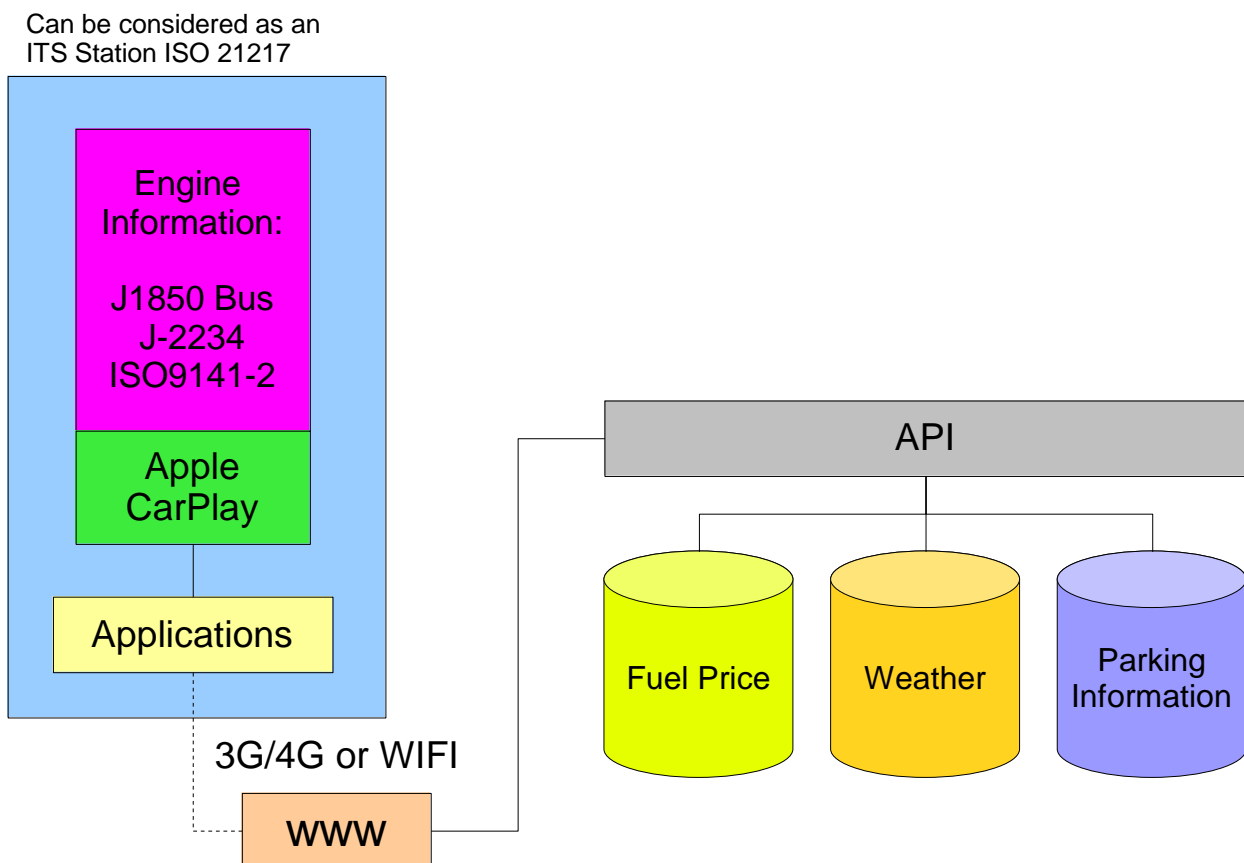 Can be considered as an
ITS Station ISO 21217
Engine
Information:
J1850 Bus
J-2234
ISO9141-2
Apple
CarPlay
Applications
3G/4G or WIFI
www
API
Fuel Price
Weather
Parking
Information